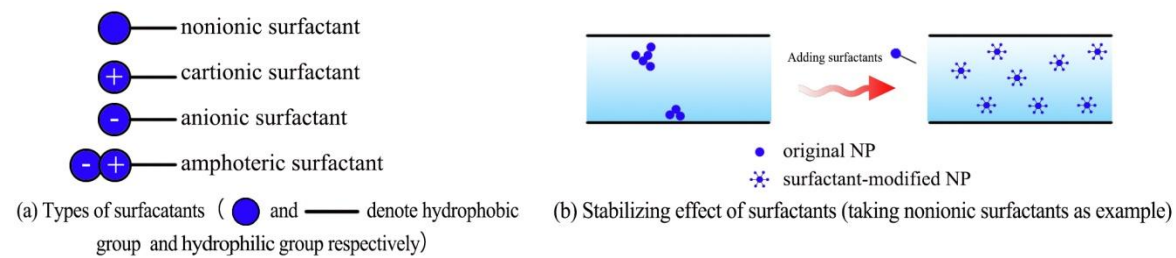 nonionic surfactant
+ cartionic surfactant
- anionic surfactant
- + amphoteric surfactant
(a) Types of surfacatants ( and denote hydrophobic
group and hydrophilic group respectively)
Adding surfactants
original NP
surfactant-modified NP
(b) Stabilizing effect of surfactants (taking nonionic surfactants as example)